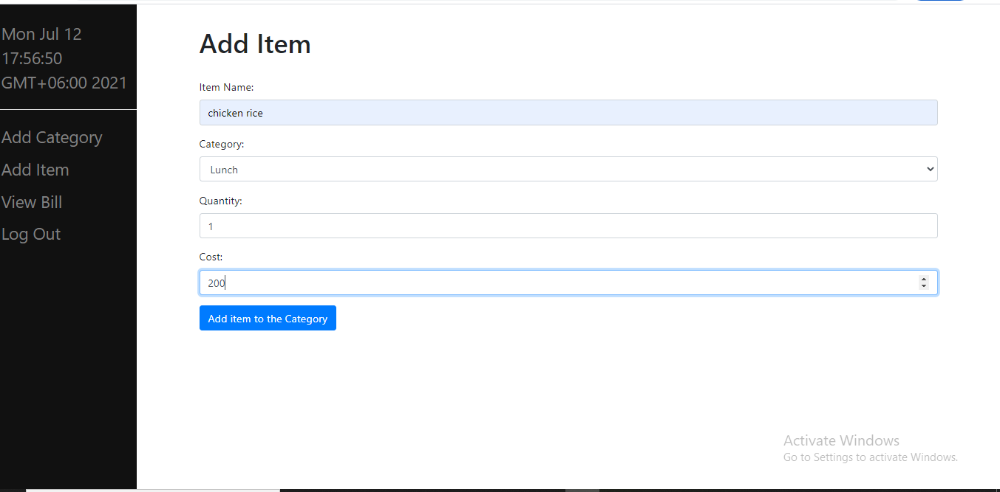 Mon Jul 12
17:56:50
GMT+06:00 2021
Add Category
Add Item
View Bill
Log Out
Add Item
Item Name:
chicken rice
Category:
Lunch
Quantity:
1
Cost:
200
Add item to the Category
Activate Windows
Go to Settings to activate Windows.